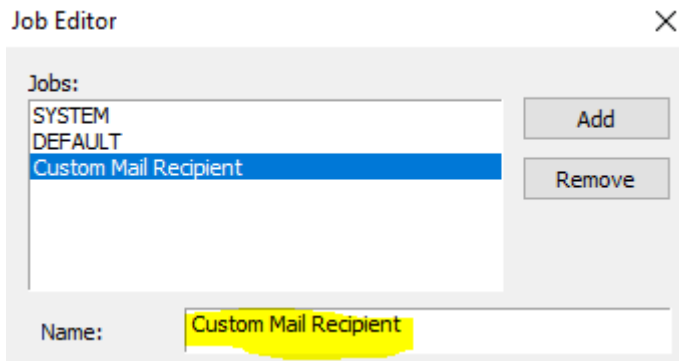 Job Editor
Jobs:
SYSTEM
DEFAULT
Custom Mail Recipient
Add
Remove
Name:
Custom Mail Recipient